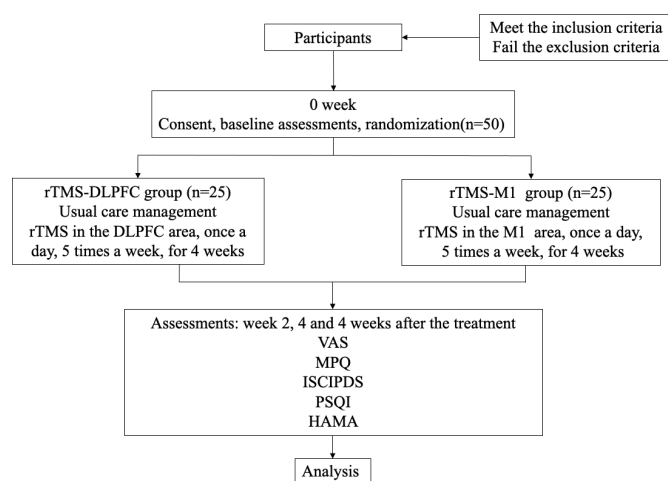 Participants
Meet the inclusion criteria
Fail the exclusion criteria
0 week
Consent, baseline assessments, randomization(n=50)
rTMS-DLPFC group (n=25)
Usual care management
rTMS in the DLPFC area, once a
day, 5 times a week, for 4 weeks
rTMS-M1 group (n=25)
Usual care management
rTMS in the M1 area, once a day,
5 times a week, for 4 weeks
Assessments: week 2, 4 and 4 weeks after the treatment
VAS
MPQ
ISCIPDS
PSQI
HAMA
Analysis